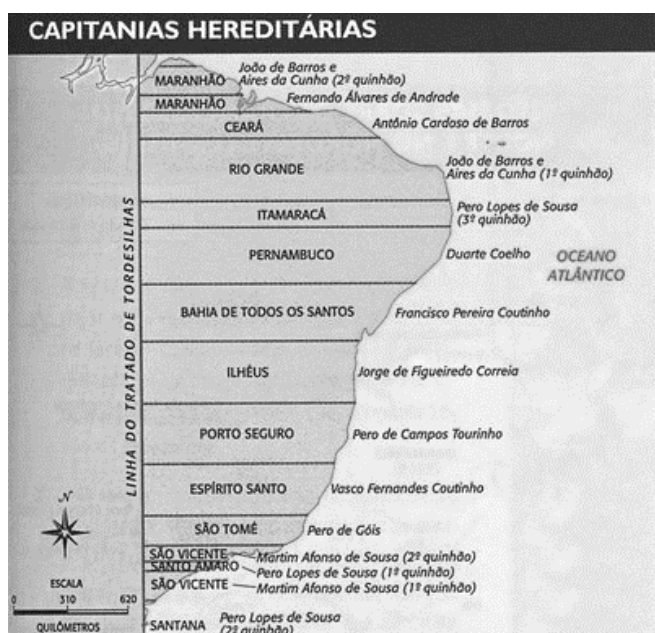 CAPITANIAS HEREDITÁRIAS
João de Barros e
Aires da Cunha (2º quinhão)
MARANHÃO
Fernando Álvares de Andrade
MARANHÃO
Antônio Cardoso de Barros
CEARÁ
João de Barros e
Aires da Cunha (1º quinhão)
RIO GRANDE
Pero Lopes de Sousa
(3º quinhão)
ITAMARACÁ
PERNAMBUCO
Duarte Coelho
OCEANO
ATLÂNTICO
LINHA DO TRATADO DE TORDESILHAS
BAHIA DE TODOS OS SANTOS
Francisco Pereira Coutinho
ILHÉUS
Jorge de Figueiredo Correia
PORTO SEGURO
Pero de Campos Tourinho
ESPÍRITO SANTO
Vasco Fernandes Coutinho
N
SÃO TOMÉ
Pero de Góis
SÃO VICENTE
Martim Afonso de Sousa (2º quinhão)
SANTO AMARO
Pero Lopes de Sousa (1º quinhão)
SÃO VICENTE
Martim Afonso de Sousa (1º quinhão)
ESCALA
0 310 620
QUILÔMETROS
SANTANA
Pero Lopes de Sousa
(2º quinhão)